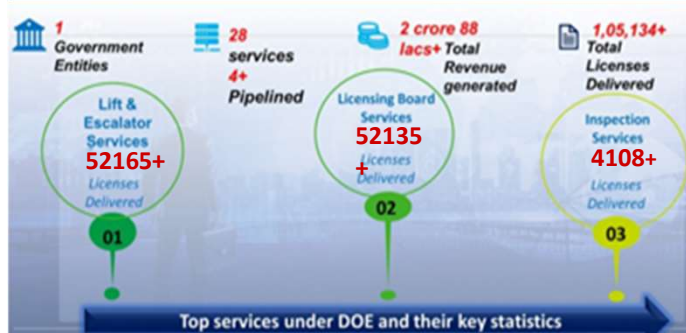 1
Government
Entities
28
services
4+
Pipelined
2 crore 88
lacs+ Total
Revenue
generated
1,05,134+
Total
Licenses
Delivered
Lift &
Escalator
Services
52165+
Licenses
Delivered
01
Licensing Board
Services
52135
+
Licenses
Delivered
02
Inspection
Services
4108+
Licenses
Delivered
03
Top services under DOE and their key statistics